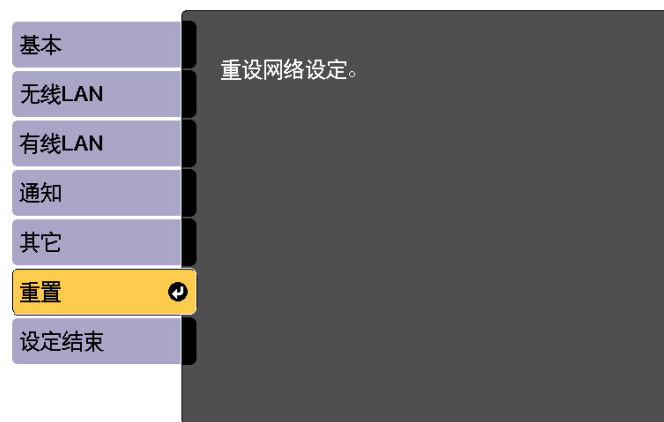 基本
无线LAN
有线LAN
通知
其它
重置
设定结束
重设网络设定。